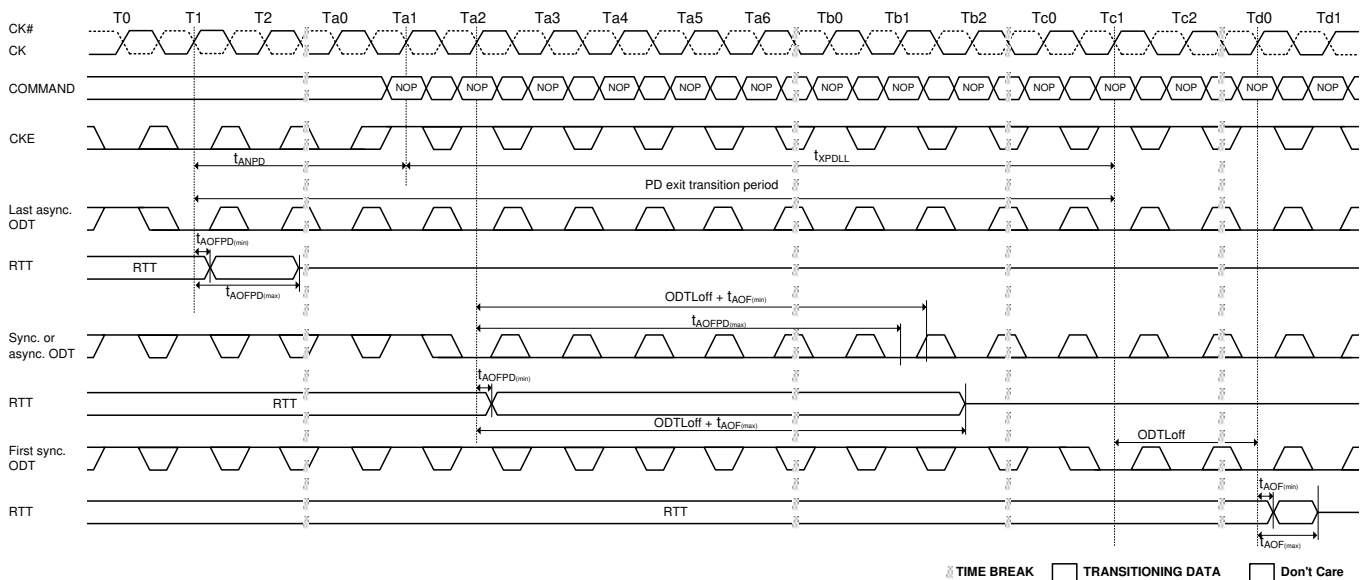 T0 T1 T2 Ta0 Ta1 Ta2 Ta3 Ta4 Ta5 Ta6 Tb0 Tb1 Tb2 Tc0 Tc1 Tc2 Td0 Td1
CK#
CK
COMMAND NOP NOP NOP NOP NOP NOP NOP NOP NOP NOP NOP NOP NOP NOP
CKE
tANPD tXPDLL
PD exit transition period
Last async.
ODT
tAOFPD(min)
RTT RTT
tAOFPD(max)
ODTLoff + tAOF(min)
tAOFPD(max)
Sync. or
async. ODT
tAOFPD(min)
RTT RTT
ODTLoff + tAOF(max)
First sync.
ODT
ODTLoff
tAOF(min)
RTT RTT
tAOF(max)
TIME BREAK TRANSITIONING DATA Don't Care